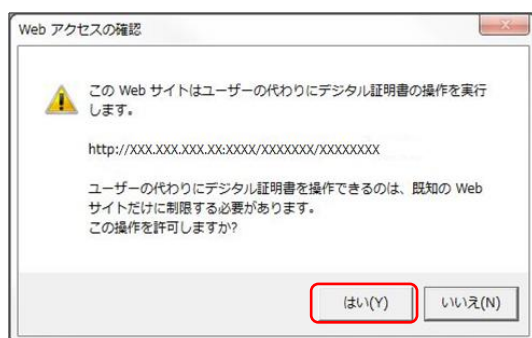 Web アクセスの確認
この Web サイトはユーザーの代わりにデジタル証明書の操作を実行
します。
http://XXX.XXX.XXX.XX:XXXX/XXXXXXX/XXXXXXXX
ユーザーの代わりにデジタル証明書を操作できるのは、既知の Web
サイトだけに制限する必要があります。
この操作を許可しますか?
はい(Y)
いいえ(N)